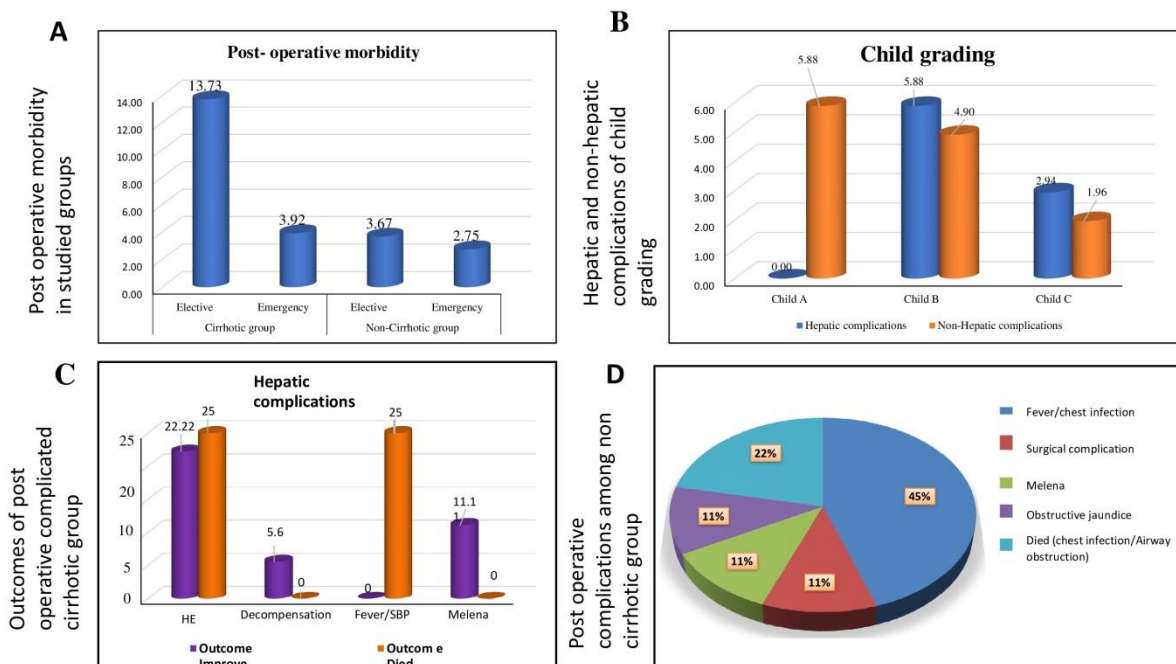 A
Post- operative morbidity
Post operative morbidity
in studied groups
14.00
12.00
10.00
8.00
6.00
4.00
2.00
0.00
13.73
3.92
3.67
2.75
Elective
Emergency
Elective
Emergency
Cirrhotic group
Non-Cirrhotic group
B
Child grading
Hepatic and non-hepatic
complications of child
grading
6.00
5.00
4.00
3.00
2.00
1.00
0.00
0.00
5.88
5.88
4.90
2.94
1.96
Child A
Child B
Child C
Hepatic complications
Non-Hepatic complications
C
Hepatic
complications
Outcomes of post
operative complicated
cirrhotic group
25
20
10
5
0
22.22
25
5.6
0
0
25
11.1
1
0
HE
Decompensation
Fever/SBP
Melena
Outcome
Improve
Outcom e
Died
D
Post operative
complications among non
cirrhotic group
45%
11%
11%
11%
22%
Fever/chest infection
Surgical complication
Melena
Obstructive jaundice
Died (chest infection/Airway
obstruction)